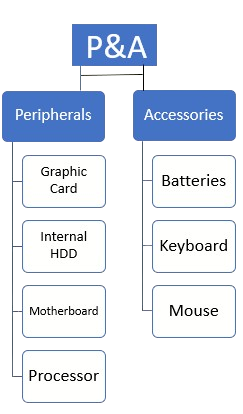 P&A
Peripherals
Accessories
Graphic
Card
Internal
HDD
Motherboard
Processor
Batteries
Keyboard
Mouse